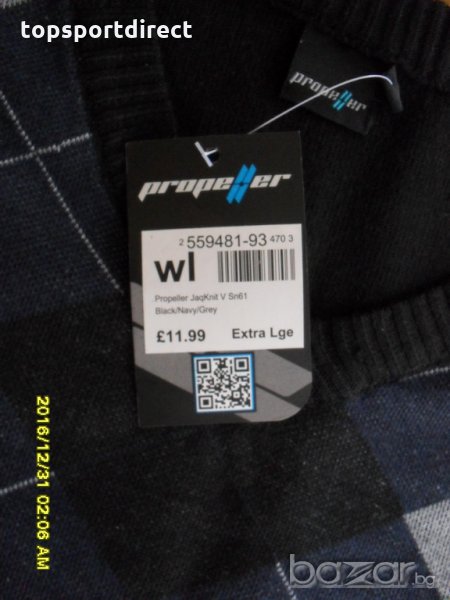 topsportdirect
propeller
propeller
2 559481-93 470 3
wl
Propeller JaqKnit V Sn61
Black/Navy/Grey
£11.99 Extra Lge
2016/12/31 02:06 AM
bazar.bg